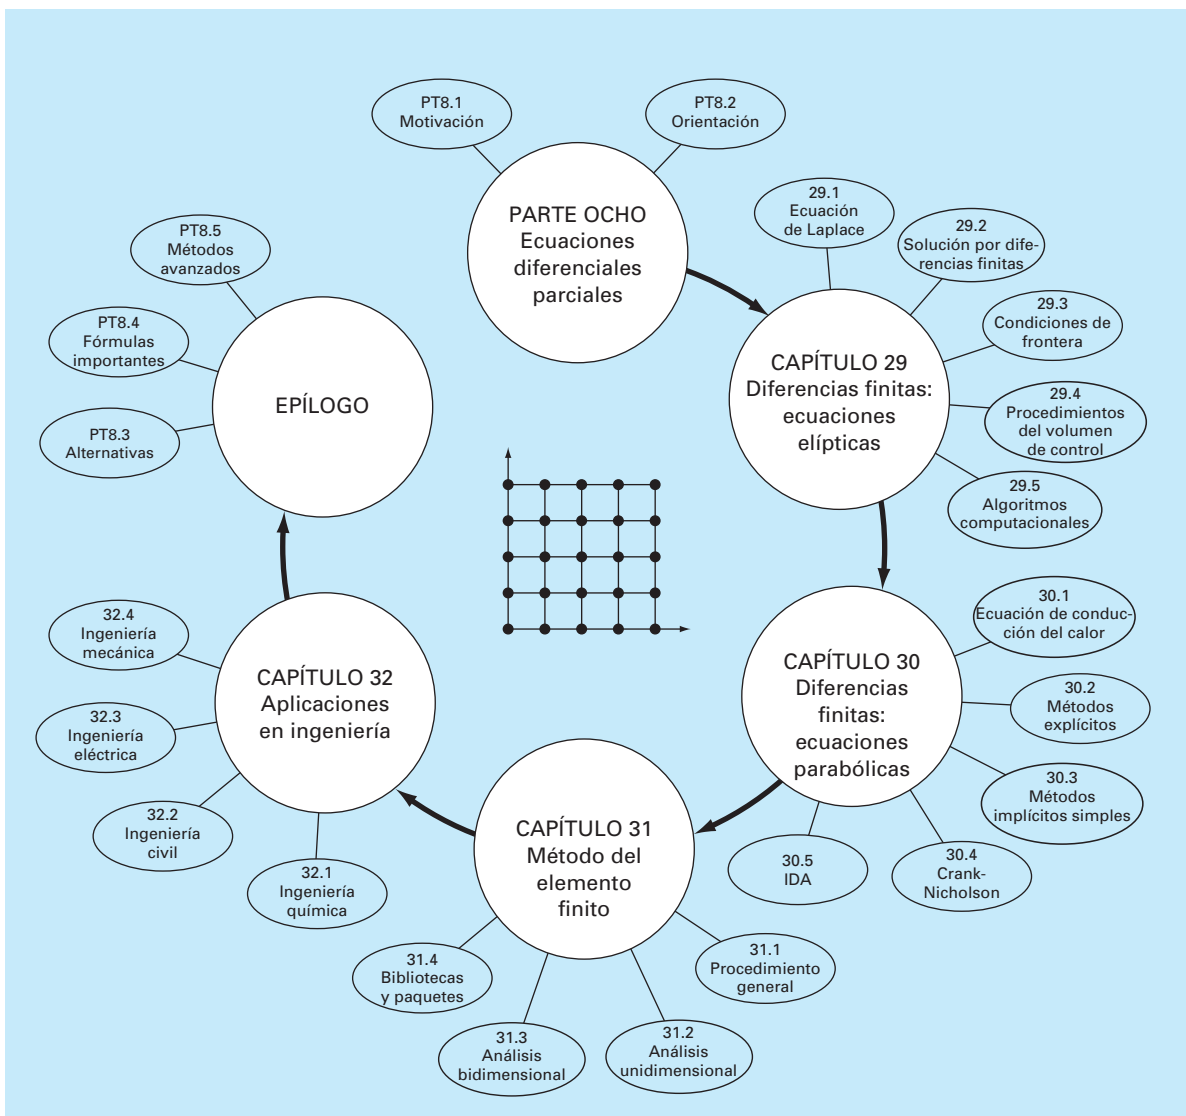 PT8.1
Motivación
PT8.2
Orientación
PARTE OCHO
Ecuaciones
diferenciales
parciales
29.1
Ecuación
de Laplace
29.2
Solución por dife-
rencias finitas
29.3
Condiciones de
frontera
29.4
Procedimientos
del volumen
de control
29.5
Algoritmos
computacionales
CAPÍTULO 29
Diferencias finitas:
ecuaciones
elípticas
30.1
Ecuación de conduc-
ción del calor
30.2
Métodos
explícitos
30.3
Métodos
implícitos simples
30.4
Crank-
Nicholson
30.5
IDA
CAPÍTULO 30
Diferencias
finitas:
ecuaciones
parabólicas
CAPÍTULO 31
Método del
elemento
finito
31.1
Procedimiento
general
31.2
Análisis
unidimensional
31.3
Análisis
bidimensional
31.4
Bibliotecas
y paquetes
CAPÍTULO 32
Aplicaciones
en ingeniería
32.1
Ingeniería
química
32.2
Ingeniería
civil
32.3
Ingeniería
eléctrica
32.4
Ingeniería
mecánica
EPÍLOGO
PT8.3
Alternativas
PT8.4
Fórmulas
importantes
PT8.5
Métodos
avanzados